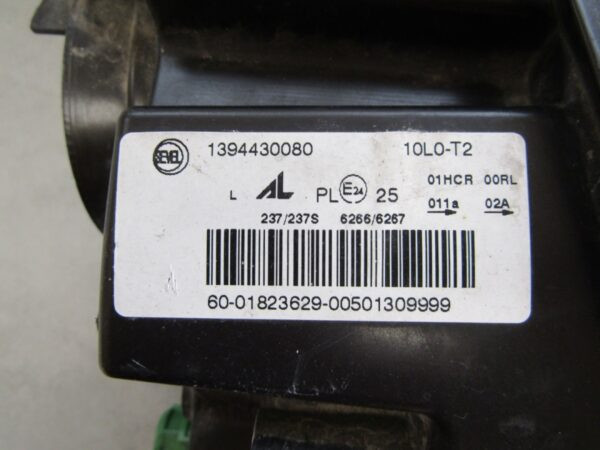 SEVEL 1394430080 10L0-T2
L AL PL E24 25 01HCR 00RL
011a 02A
237/237S 6266/6267
60-01823629-00501309999